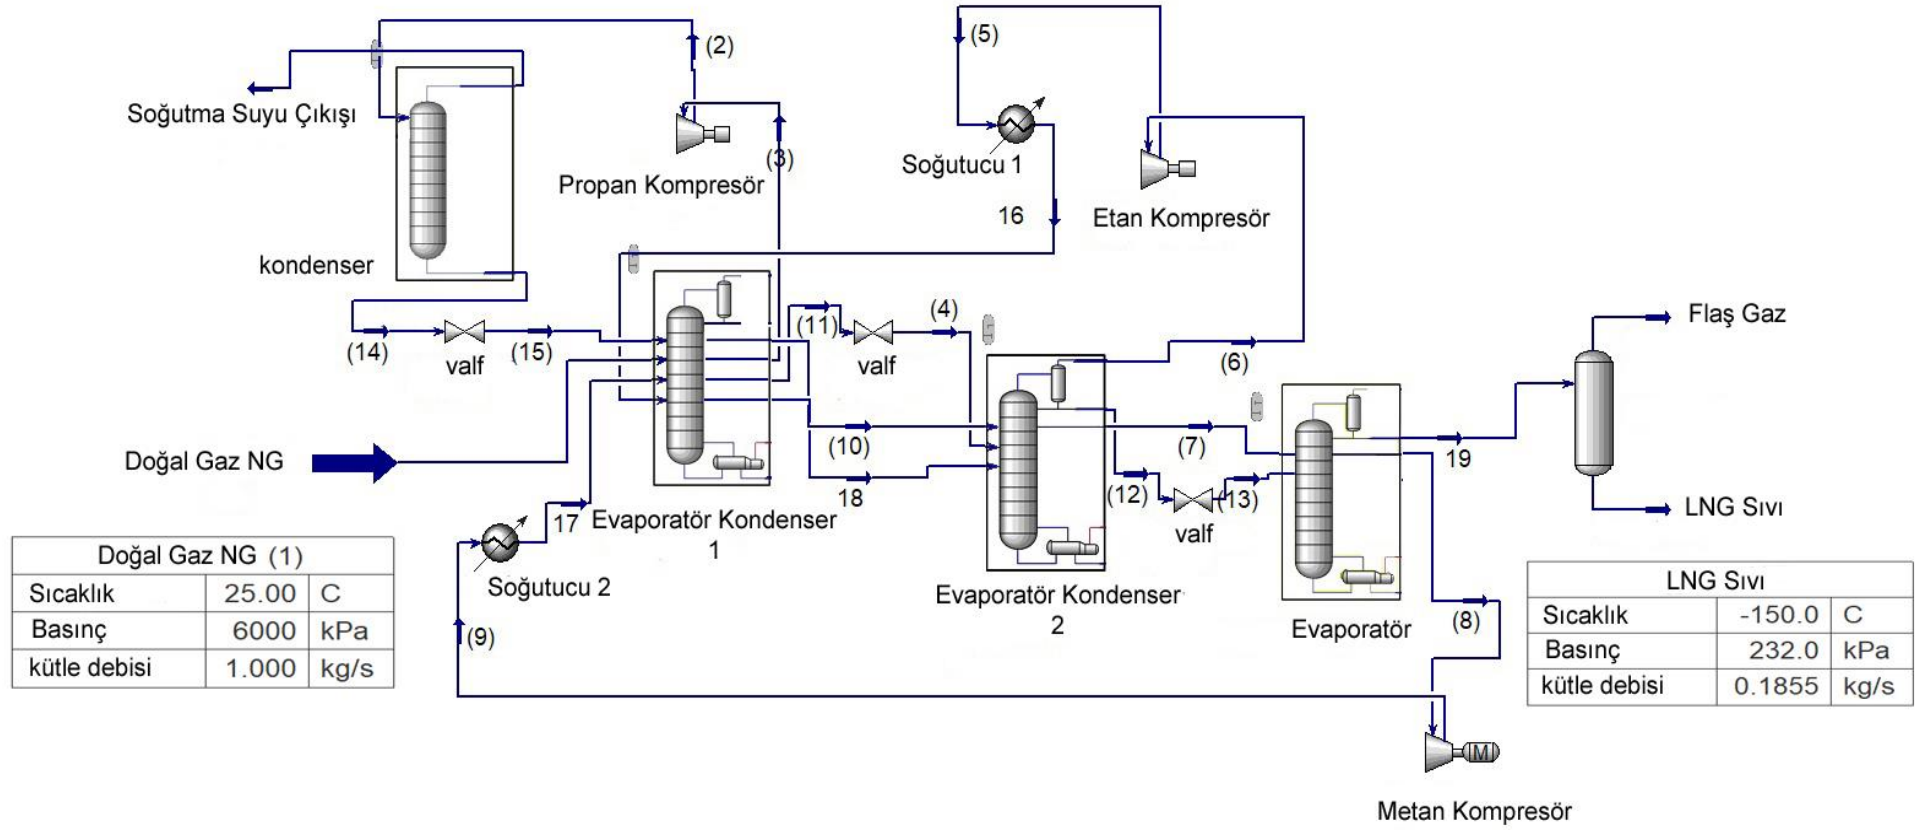 (2)
(5)
Soğutma Suyu Çıkışı
(3)
Propan Kompresör
Soğutucu 1
16
Etan Kompresör
kondenser
(14)
valf
(15)
(11)
valf
(4)
(6)
Flaş Gaz
Doğal Gaz NG
(10)
18
(7)
(12)
valf
(13)
19
LNG Sıvı
17
Evaporatör Kondenser
1
Soğutucu 2
Evaporatör Kondenser
2
Evaporatör
(8)
(9)
Doğal Gaz NG (1)
Sıcaklık 25.00 C
Basınç 6000 kPa
kütle debisi 1.000 kg/s
LNG Sıvı
Sıcaklık -150.0 C
Basınç 232.0 kPa
kütle debisi 0.1855 kg/s
M
Metan Kompresör